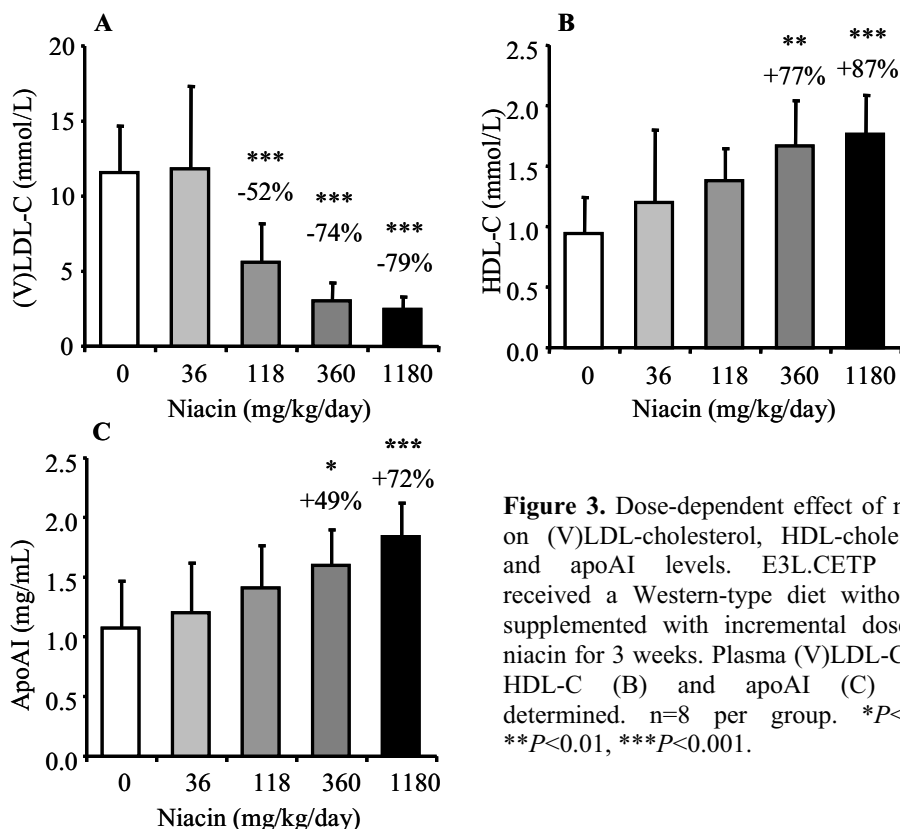 A
20
15
10
5
0
(V)LDL-C (mmol/L)
***
-52%
***
-74%
***
-79%
0 36 118 360 1180
Niacin (mg/kg/day)
B
2.5
2.0
1.5
1.0
0.5
0.0
HDL-C (mmol/L)
**
+77%
***
+87%
0 36 118 360 1180
Niacin (mg/kg/day)
C
2.5
2.0
1.5
1.0
0.5
0.0
ApoAI (mg/mL)
*
+49%
***
+72%
0 36 118 360 1180
Niacin (mg/kg/day)
Figure 3. Dose-dependent effect of
on (V)LDL-cholesterol,
and apoAI levels. E3L.CETP
received a Western-type diet
supplemented with incremental
niacin for 3 weeks. Plasma
HDL-C (B) and apoAI (C)
determined. n=8 per group. *P<
**P<0.01, ***P<0.001.